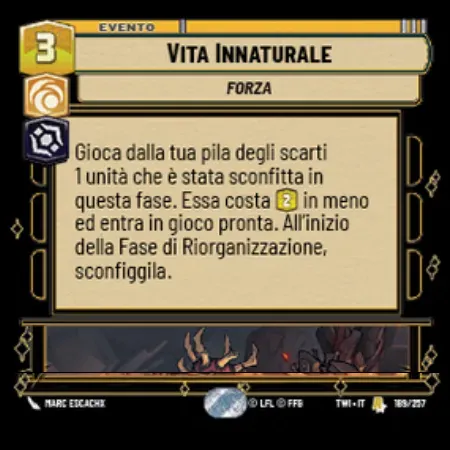 EVENTO
3
VITA INNATURALE
FORZA
Gioca dalla tua pila degli scarti
1 unità che è stata sconfitta in
questa fase. Essa costa 2 in meno
ed entra in gioco pronta. All'inizio
della Fase di Riorganizzazione,
sconfiggila.
MARC ESCACHX © LFL ℗ FFG TWI • IT 189/257